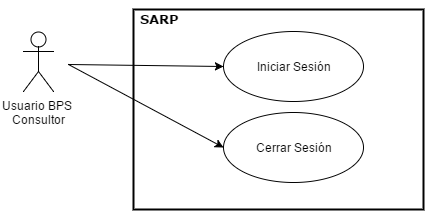 SARP
Iniciar Sesión
Usuario BPS
Consultor
Cerrar Sesión